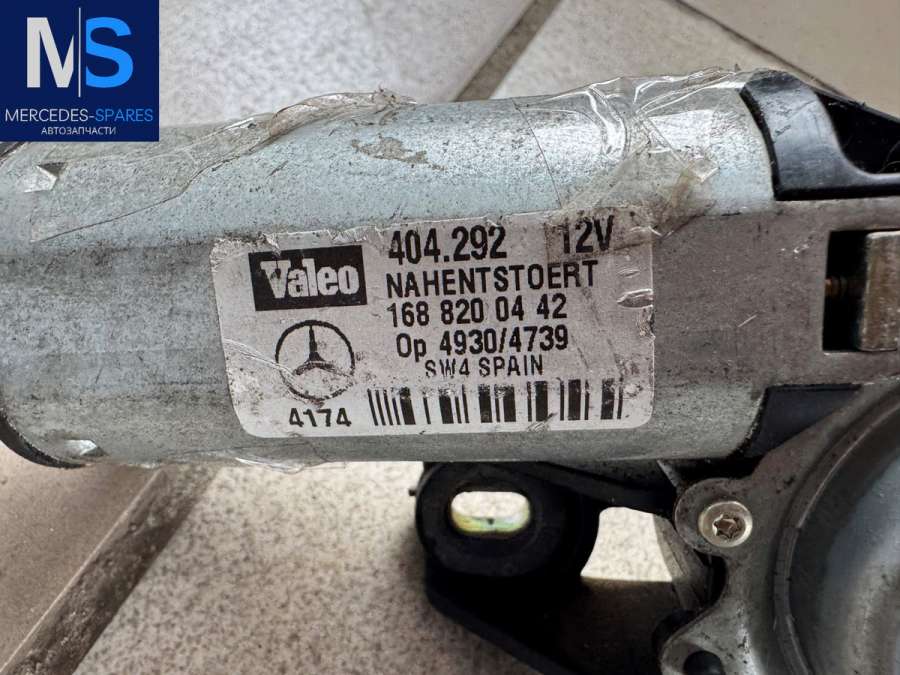 MS
MERCEDES-SPARES
АВТОЗАПЧАСТИ
Valeo
404.292 12V
NAHENTSTOERT
168 820 04 42
Op 4930/4739
SW4 SPAIN
4174